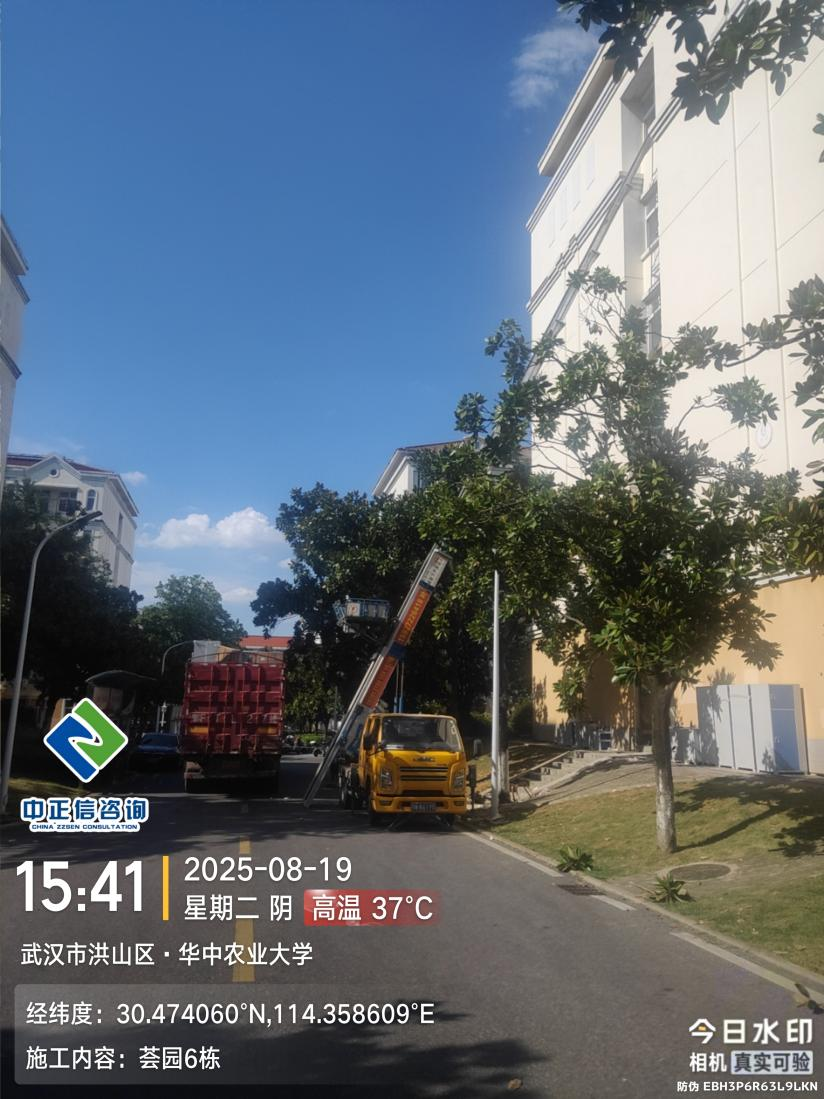 中正信咨询
CHINA ZZSEN CONSULTATION
15:41
2025-08-19
星期二 阴 高温 37°C
武汉市洪山区·华中农业大学
经纬度: 30.474060°N,114.358609°E
施工内容: 荟园6栋
今日水印
相机 真实可验
防伪 EBH3P6R63L9LKN